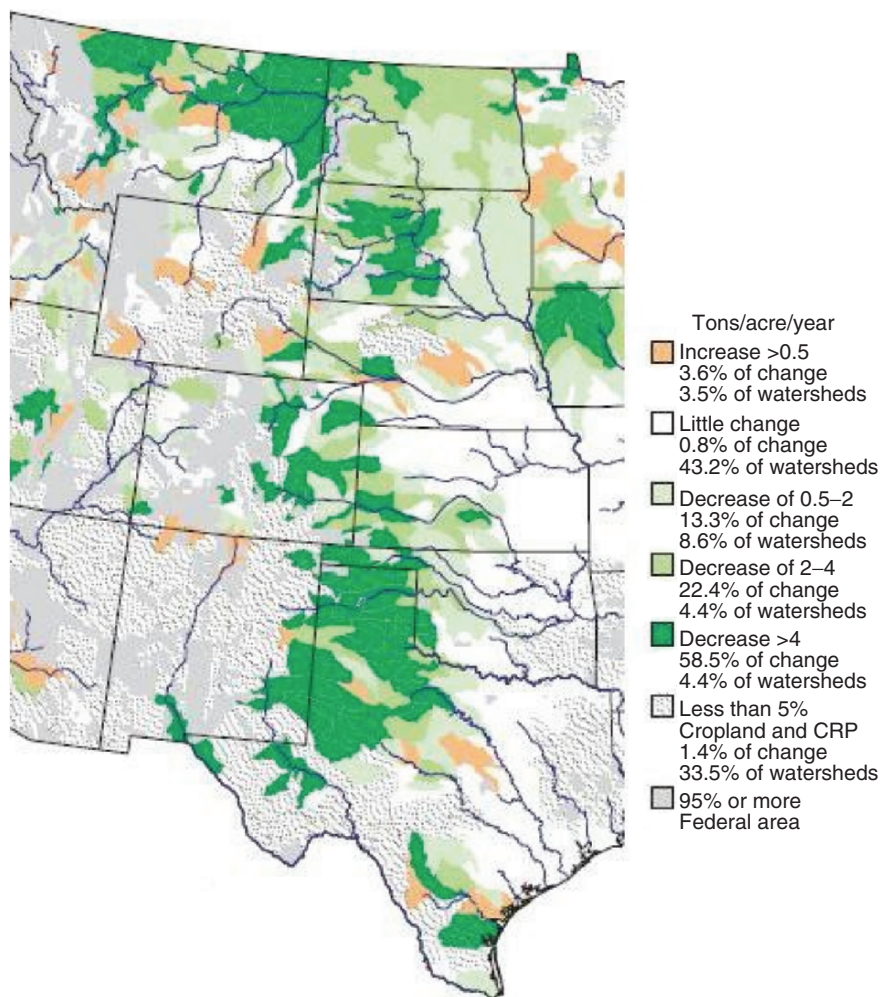 Tons/acre/year
Increase >0.5
3.6% of change
3.5% of watersheds
Little change
0.8% of change
43.2% of watersheds
Decrease of 0.5–2
13.3% of change
8.6% of watersheds
Decrease of 2–4
22.4% of change
4.4% of watersheds
Decrease >4
58.5% of change
4.4% of watersheds
Less than 5%
Cropland and CRP
1.4% of change
33.5% of watersheds
95% or more
Federal area